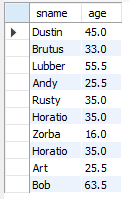 sname age
Dustin 45.0
Brutus 33.0
Lubber 55.5
Andy 25.5
Rusty 35.0
Horatio 35.0
Zorba 16.0
Horatio 35.0
Art 25.5
Bob 63.5